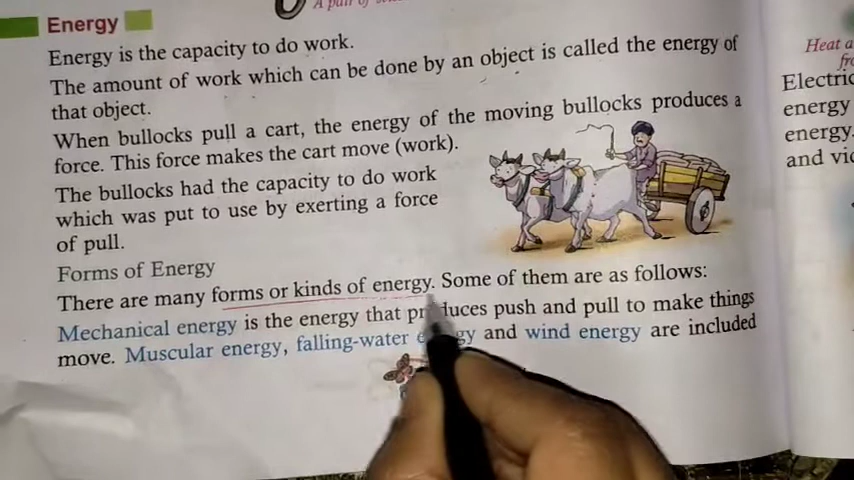 A pair of
Energy
Energy is the capacity to do work.
The amount of work which can be done by an object is called the energy of
that object.
When bullocks pull a cart, the energy of the moving bullocks produces a
force. This force makes the cart move (work).
The bullocks had the capacity to do work
which was put to use by exerting a force
of pull.
Forms of Energy
There are many forms or kinds of energy. Some of them are as follows:
Mechanical energy is the energy that produces push and pull to make things
move. Muscular energy, falling-water energy and wind energy are included
Heat a
Electric
energy
energy.
and vi